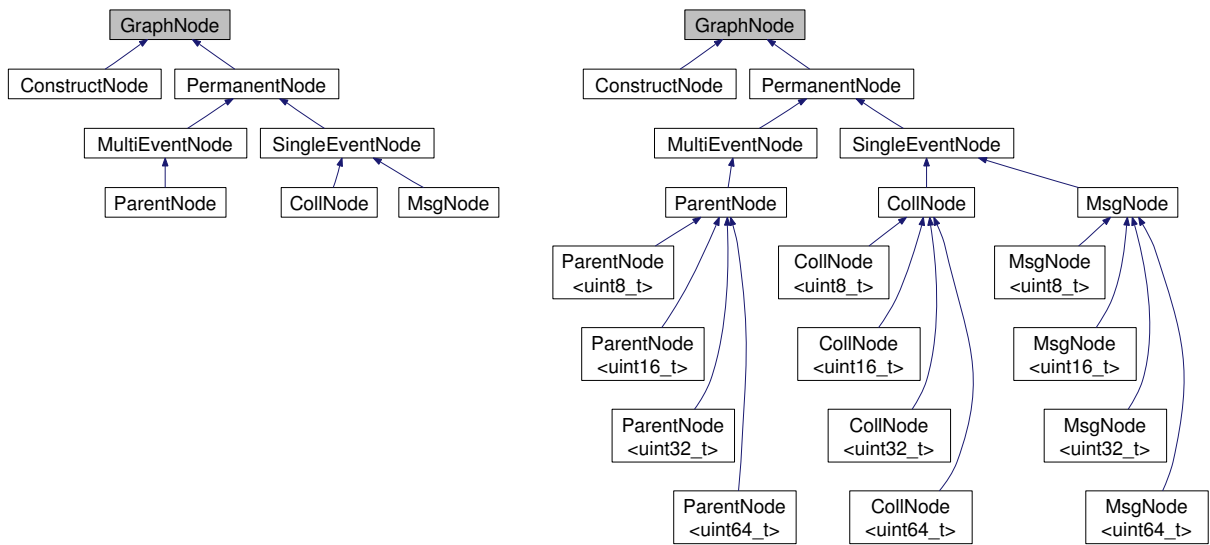 GraphNode
ConstructNode
PermanentNode
MultiEventNode
SingleEventNode
ParentNode
CollNode
MsgNode
GraphNode
ConstructNode
PermanentNode
MultiEventNode
SingleEventNode
ParentNode
CollNode
MsgNode
ParentNode
<uint8_t>
CollNode
<uint8_t>
MsgNode
<uint8_t>
ParentNode
<uint16_t>
CollNode
<uint16_t>
MsgNode
<uint16_t>
ParentNode
<uint32_t>
CollNode
<uint32_t>
MsgNode
<uint32_t>
ParentNode
<uint64_t>
CollNode
<uint64_t>
MsgNode
<uint64_t>